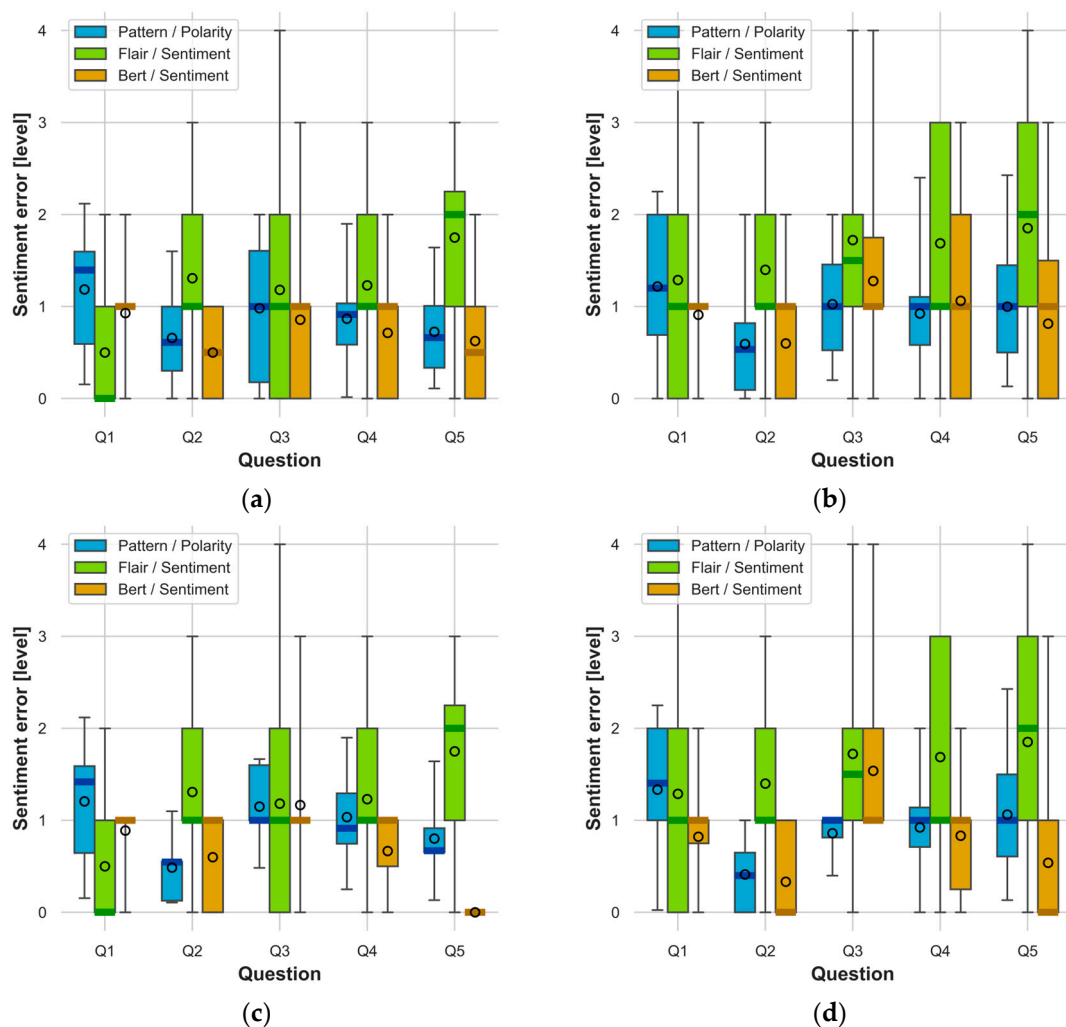 4
3
2
1
0
Sentiment error [level]
Pattern / Polarity
Flair / Sentiment
Bert / Sentiment
Q1 Q2 Q3 Q4 Q5
Question
(a)
4
3
2
1
0
Sentiment error [level]
Pattern / Polarity
Flair / Sentiment
Bert / Sentiment
Q1 Q2 Q3 Q4 Q5
Question
(b)
4
3
2
1
0
Sentiment error [level]
Pattern / Polarity
Flair / Sentiment
Bert / Sentiment
Q1 Q2 Q3 Q4 Q5
Question
(c)
4
3
2
1
0
Sentiment error [level]
Pattern / Polarity
Flair / Sentiment
Bert / Sentiment
Q1 Q2 Q3 Q4 Q5
Question
(d)